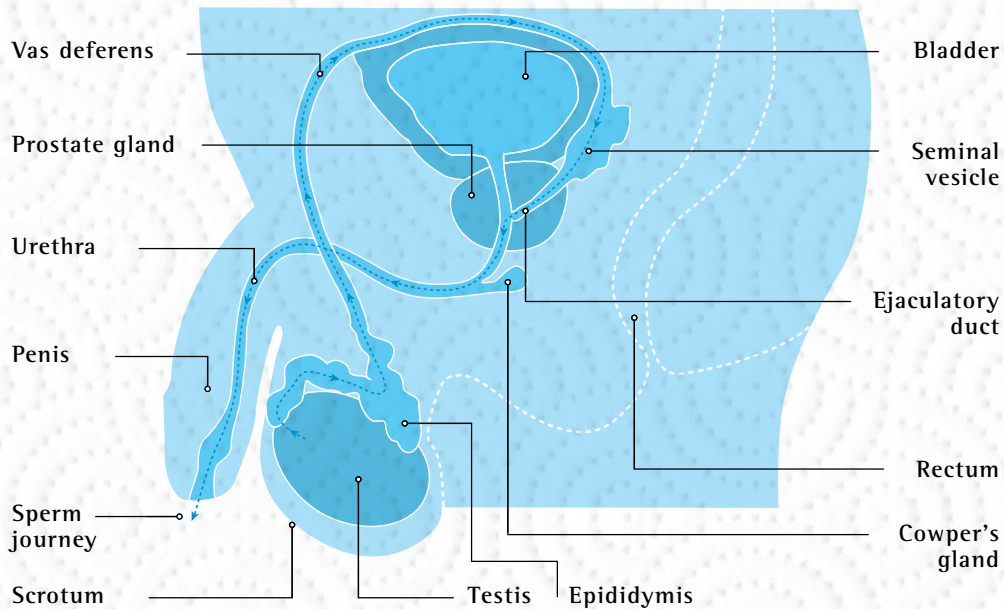 Vas deferens
Bladder
Prostate gland
Seminal
vesicle
Urethra
Ejaculatory
duct
Penis
Rectum
Sperm
journey
Cowper's
gland
Scrotum
Testis
Epididymis